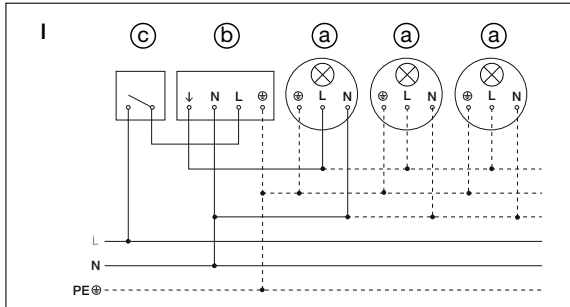 I
c b a a a
↓ N L ⏚ ⏚ L N ⏚ L N ⏚ L N
L
N
PE ⏚